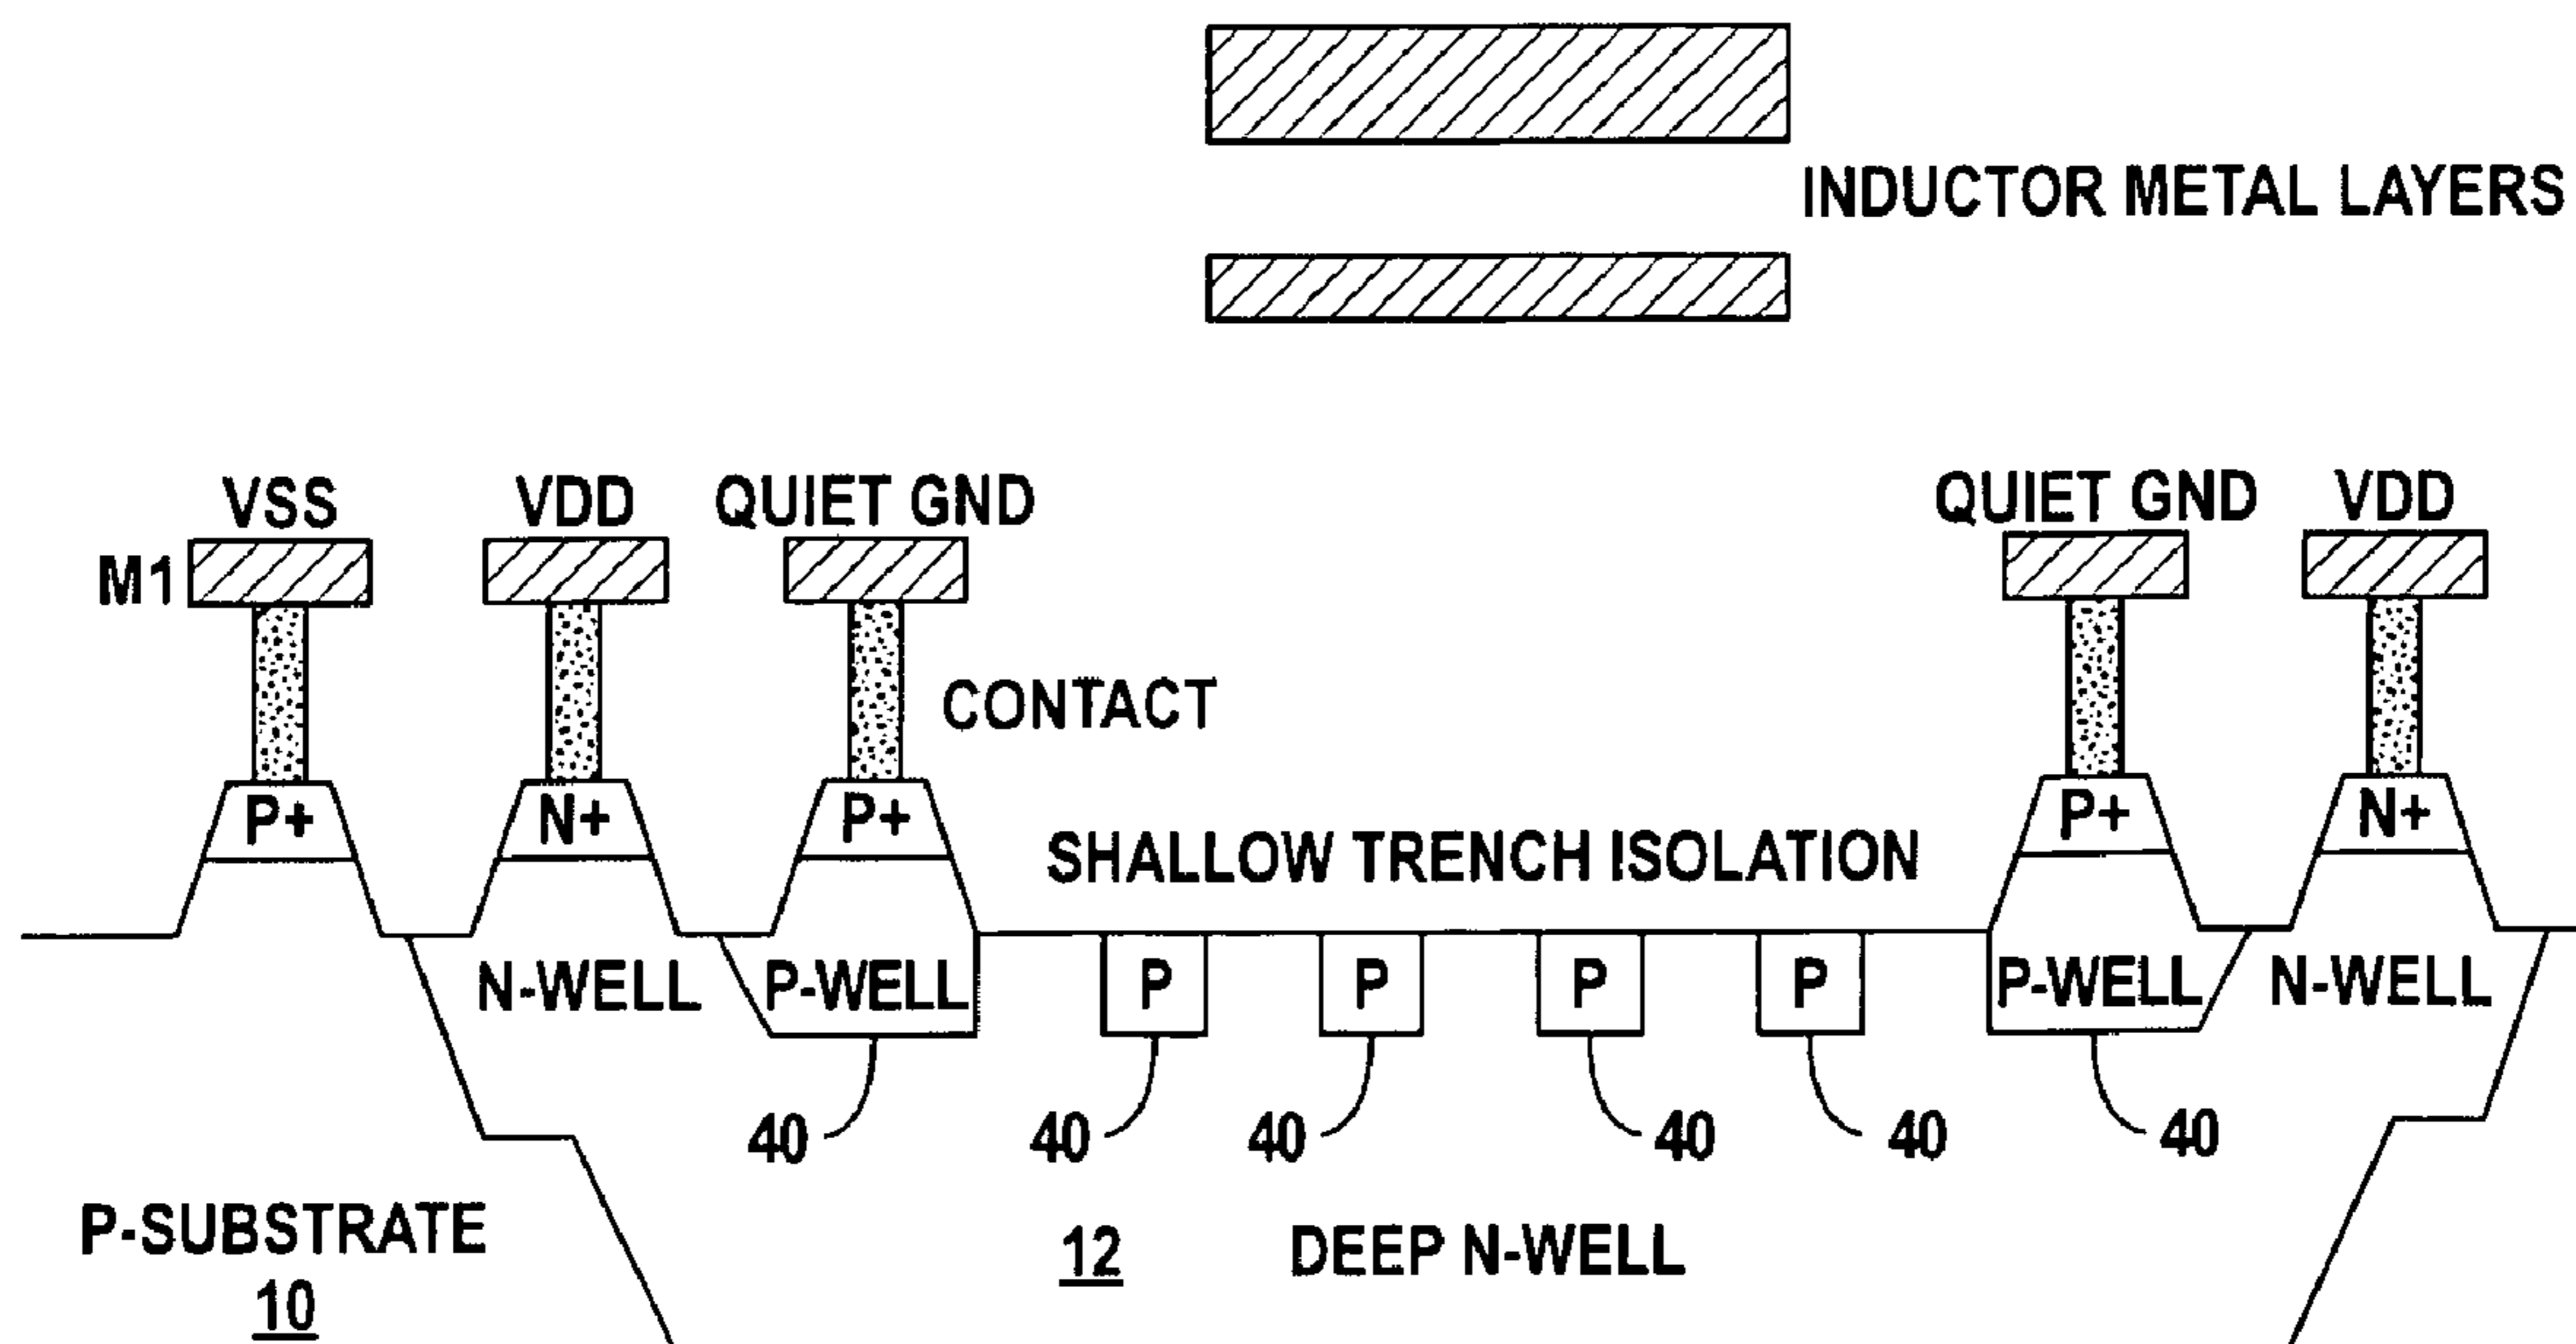 INDUCTOR METAL LAYERS
VSS VDD QUIET GND QUIET GND VDD
M1
CONTACT
P+ N+ P+ P+ N+
SHALLOW TRENCH ISOLATION
N-WELL P-WELL P P P P P-WELL N-WELL
40 40 40 40 40 40
P-SUBSTRATE
10
12 DEEP N-WELL